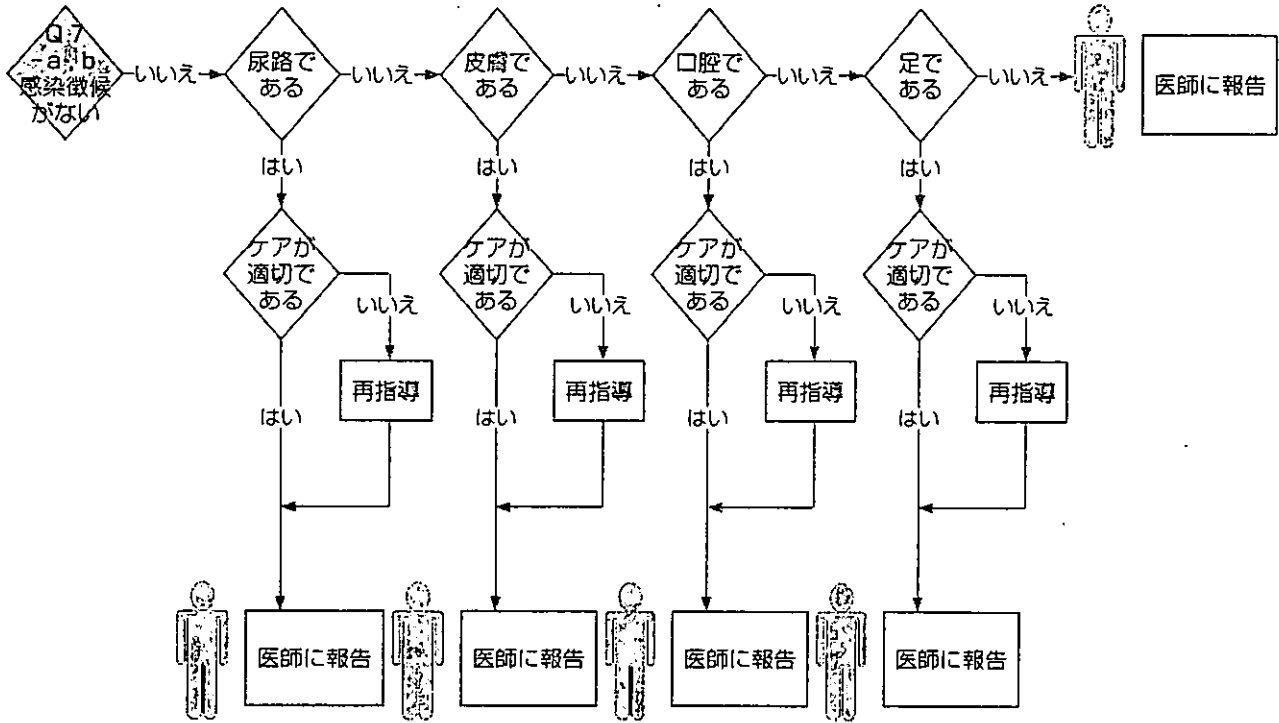 Q.7
a, b
感染徴候
がない
いいえ
尿路で
ある
いいえ
皮膚で
ある
いいえ
口腔で
ある
いいえ
足で
ある
いいえ
医師に報告
はい
はい
はい
はい
ケアが
適切で
ある
いいえ
ケアが
適切で
ある
いいえ
ケアが
適切で
ある
いいえ
ケアが
適切で
ある
いいえ
再指導
再指導
再指導
再指導
はい
はい
はい
はい
医師に報告
医師に報告
医師に報告
医師に報告